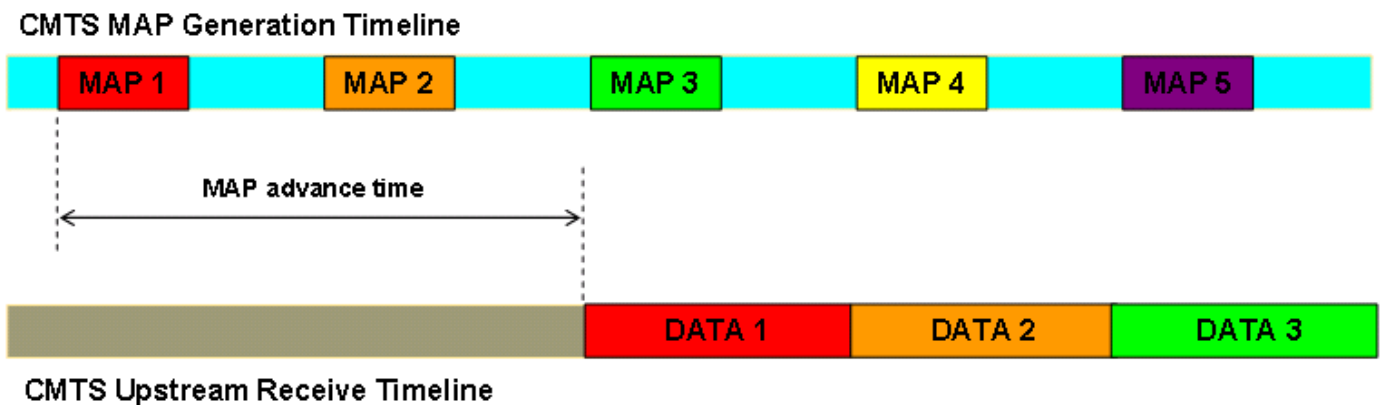 CMTS MAP Generation Timeline
MAP 1 MAP 2 MAP 3 MAP 4 MAP 5
MAP advance time
DATA 1 DATA 2 DATA 3
CMTS Upstream Receive Timeline